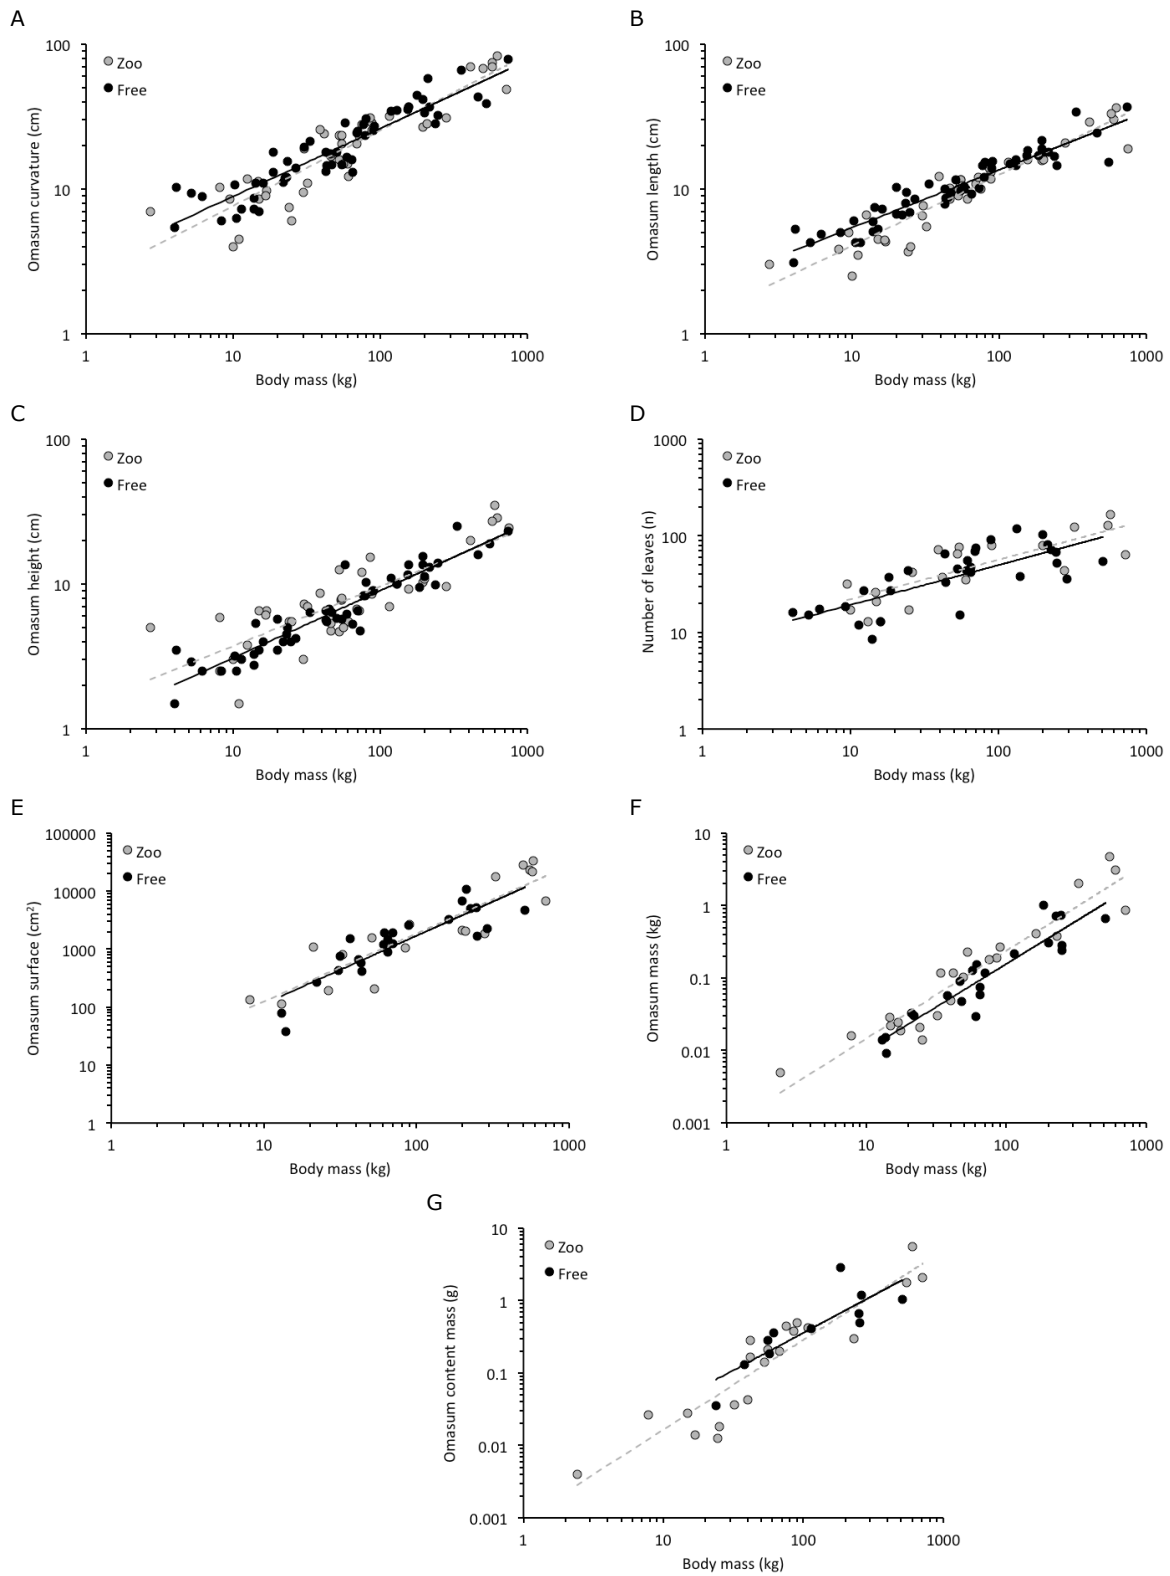 A
100
10
1
Zoo
Free
Omasum curvature (cm)
1 10 100 1000
Body mass (kg)
B
100
10
1
Zoo
Free
Omasum length (cm)
1 10 100 1000
Body mass (kg)
C
100
10
1
Zoo
Free
Omasum height (cm)
1 10 100 1000
Body mass (kg)
D
1000
100
10
1
Zoo
Free
Number of leaves (n)
1 10 100 1000
Body mass (kg)
E
100000
10000
1000
100
10
1
Zoo
Free
Omasum surface (cm²)
1 10 100 1000
Body mass (kg)
F
10
1
0.1
0.01
0.001
Zoo
Free
Omasum mass (kg)
1 10 100 1000
Body mass (kg)
G
10
1
0.1
0.01
0.001
Zoo
Free
Omasum content mass (g)
1 10 100 1000
Body mass (kg)